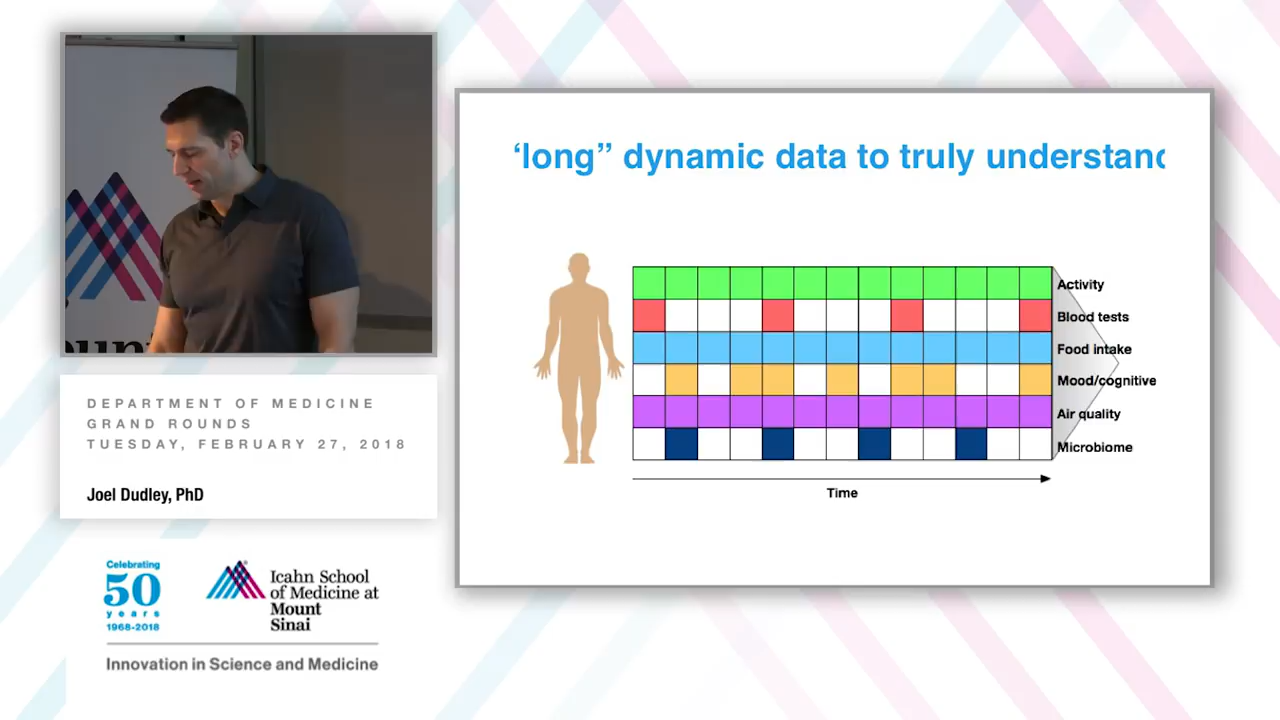 DEPARTMENT OF MEDICINE
GRAND ROUNDS
TUESDAY, FEBRUARY 27, 2018
Joel Dudley, PhD
Celebrating
50
years
1968-2018
Icahn School
of Medicine at
Mount
Sinai
Innovation in Science and Medicine
‘long” dynamic data to truly understand
Activity
Blood tests
Food intake
Mood/cognitive
Air quality
Microbiome
Time